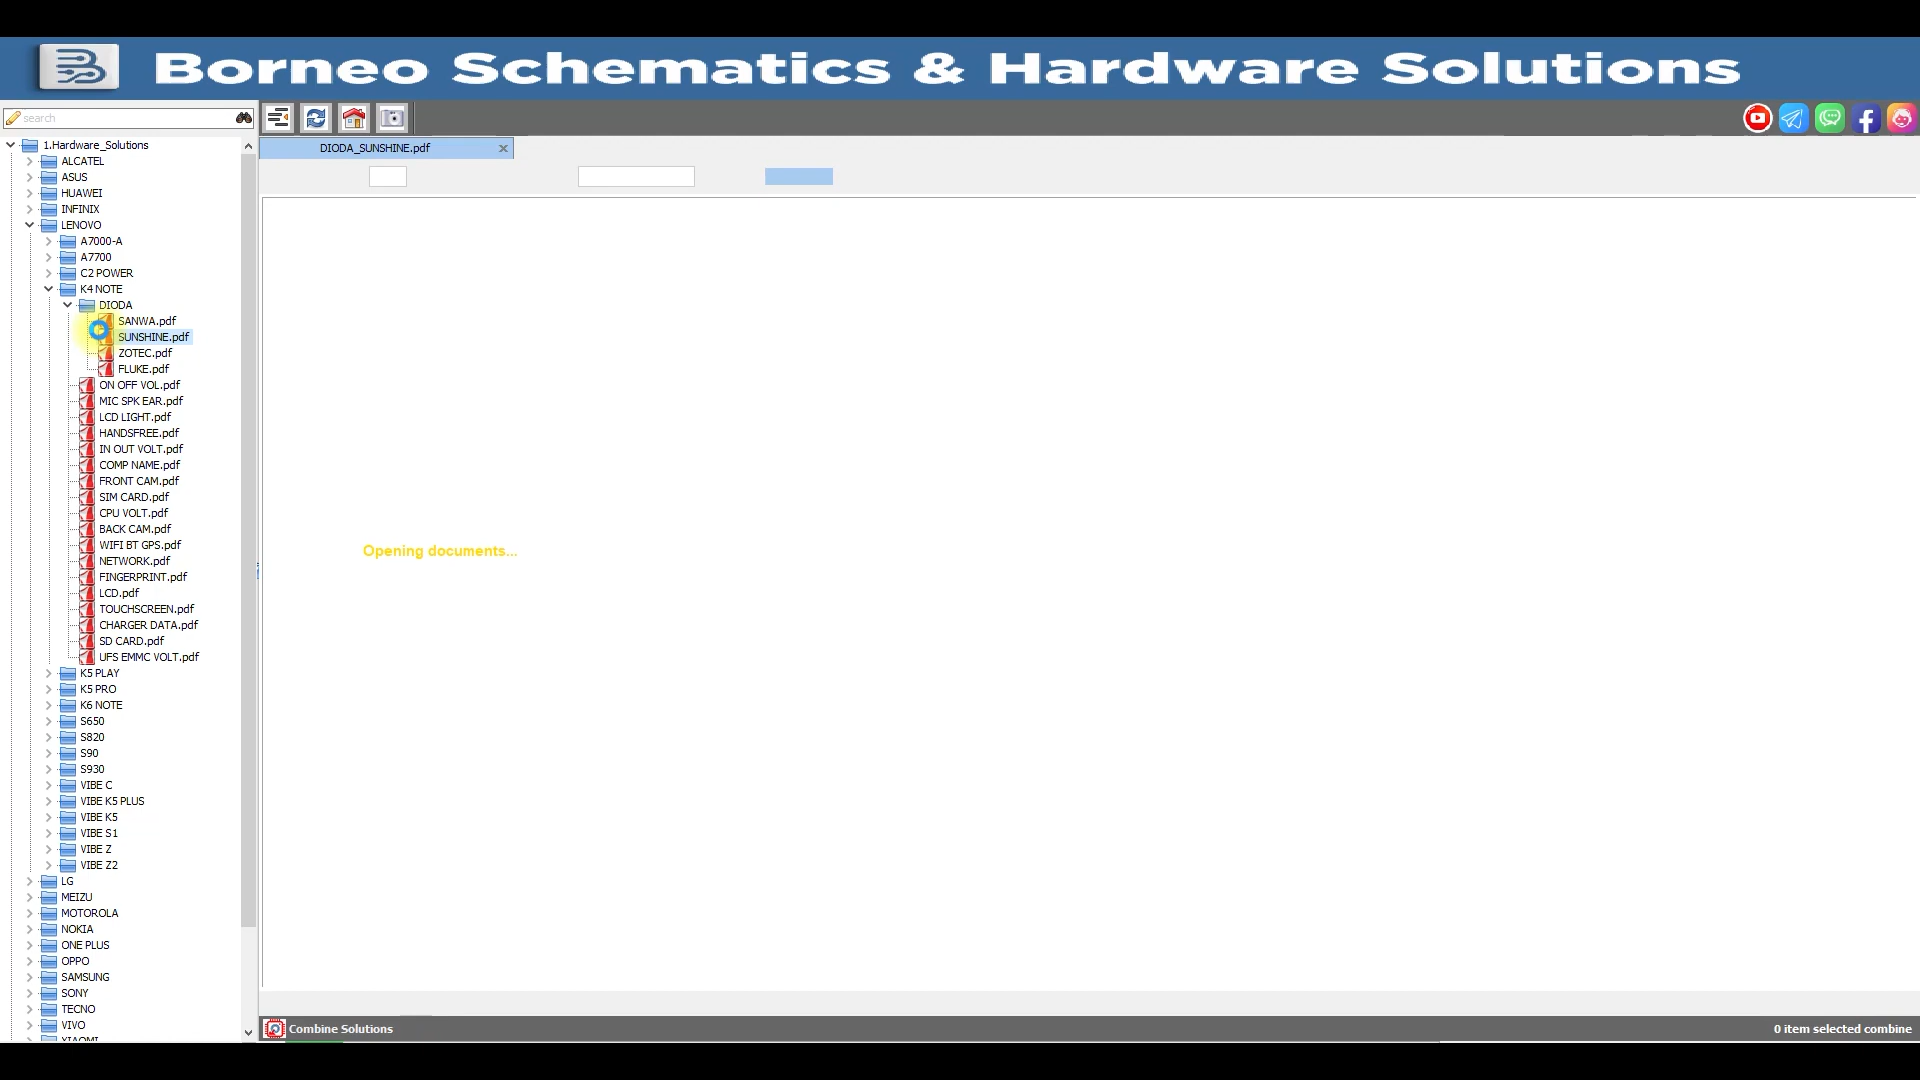 Borneo Schematics & Hardware Solutions
search
1.Hardware_Solutions
ALCATEL
ASUS
HUAWEI
INFINIX
LENOVO
A7000-A
A7700
C2 POWER
K4 NOTE
DIODA
SANWA.pdf
SUNSHINE.pdf
ZOTEC.pdf
FLUKE.pdf
ON OFF VOL.pdf
MIC SPK EAR.pdf
LCD LIGHT.pdf
HANDSFREE.pdf
IN OUT VOLT.pdf
COMP NAME.pdf
FRONT CAM.pdf
SIM CARD.pdf
CPU VOLT.pdf
BACK CAM.pdf
WIFI BT GPS.pdf
NETWORK.pdf
FINGERPRINT.pdf
LCD.pdf
TOUCHSCREEN.pdf
CHARGER DATA.pdf
SD CARD.pdf
UFS EMMC VOLT.pdf
K5 PLAY
K5 PRO
K6 NOTE
S650
S820
S90
S930
VIBE C
VIBE K5 PLUS
VIBE K5
VIBE S1
VIBE Z
VIBE Z2
LG
MEIZU
MOTOROLA
NOKIA
ONE PLUS
OPPO
SAMSUNG
SONY
TECNO
VIVO
XIAOMI
DIODA_SUNSHINE.pdf
Opening documents...
Combine Solutions
0 item selected combine